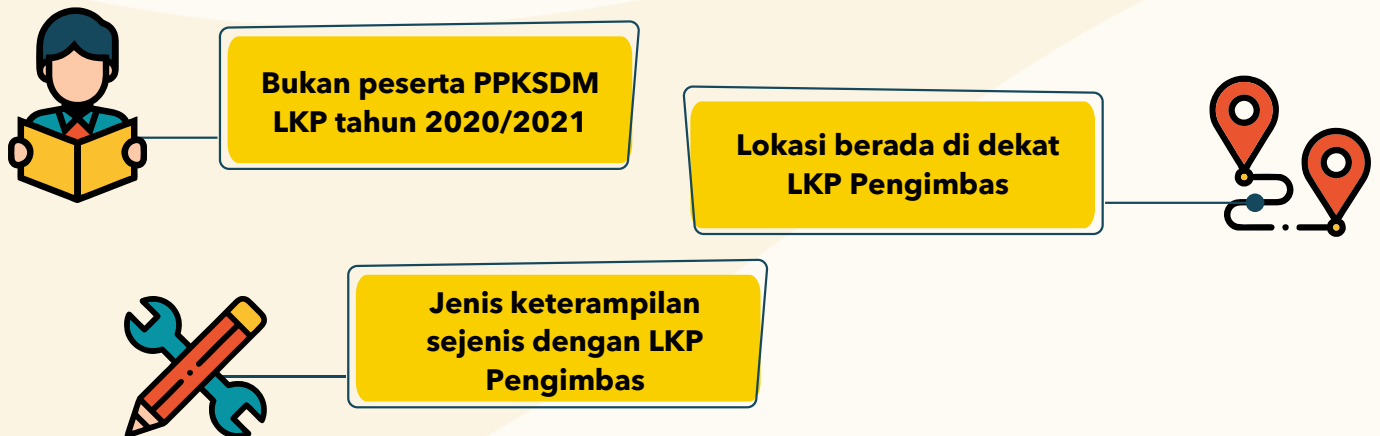 Bukan peserta PPKSDM
LKP tahun 2020/2021
Lokasi berada di dekat
LKP Pengimbas
Jenis keterampilan
sejenis dengan LKP
Pengimbas